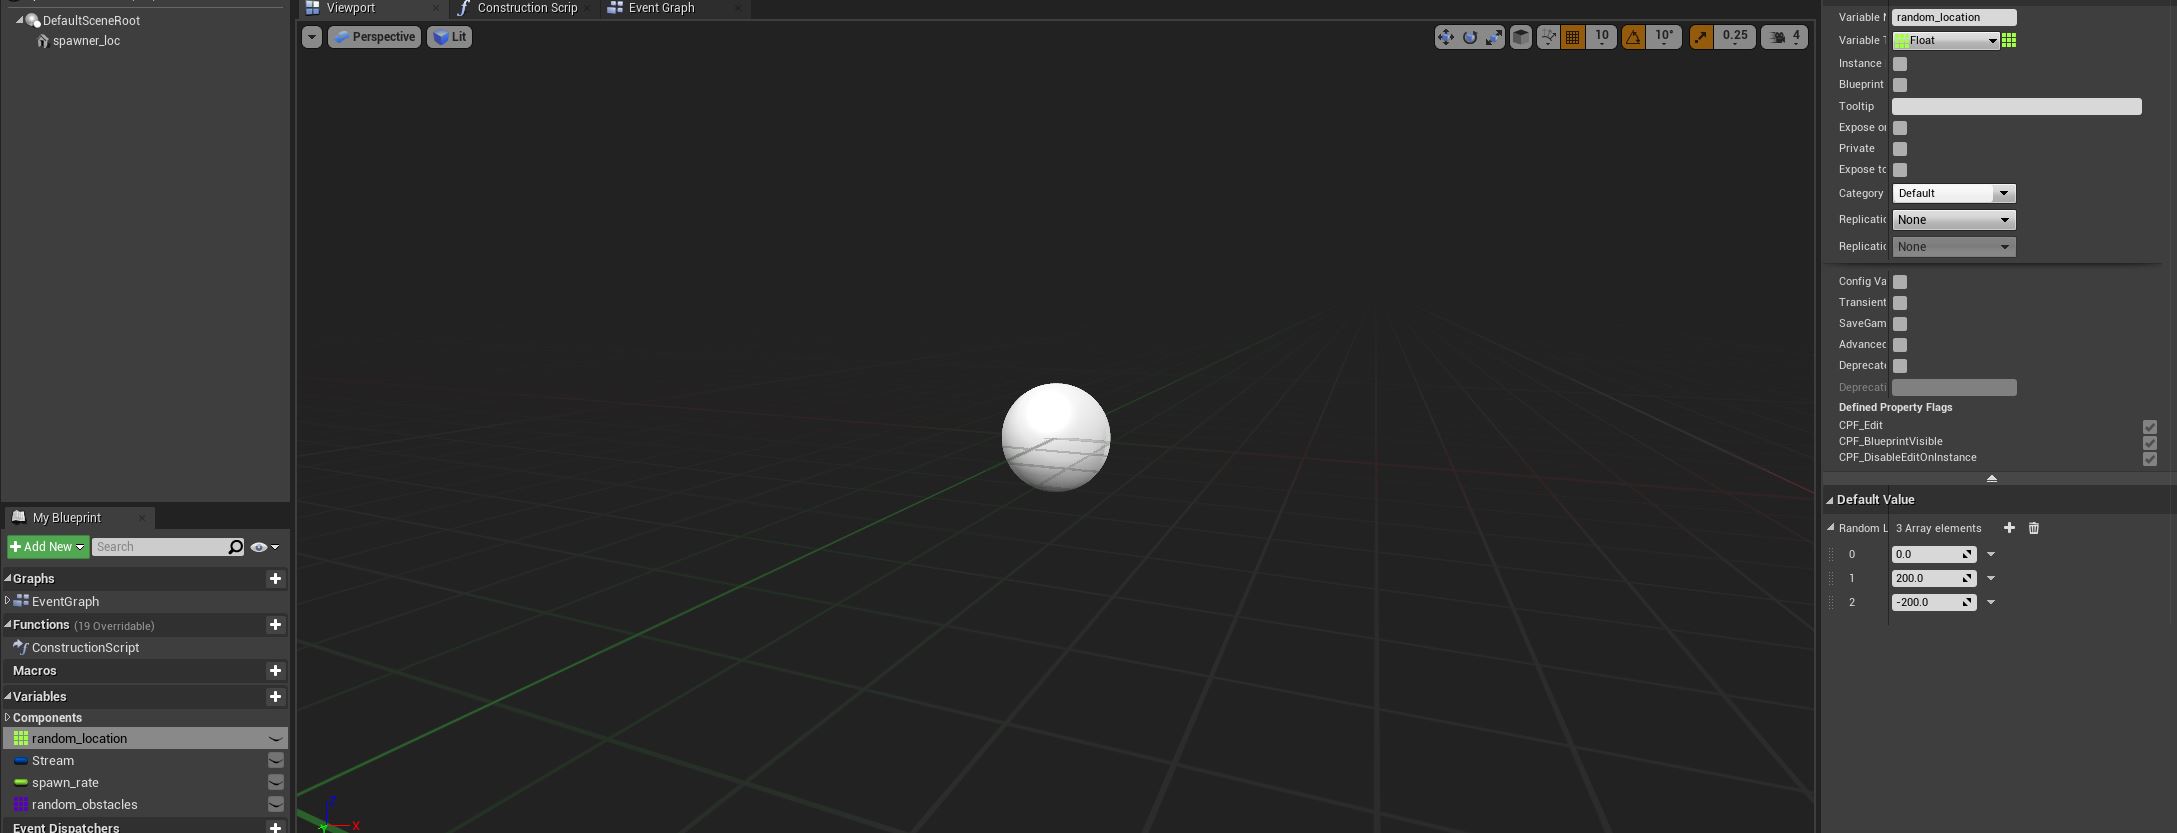 DefaultSceneRoot
spawner_loc
Viewport
Construction Scrip
Event Graph
Perspective
Lit
10
10°
0.25
4
My Blueprint
Add New
Search
Graphs
EventGraph
Functions (19 Overridable)
ConstructionScript
Macros
Variables
Components
random_location
Stream
spawn_rate
random_obstacles
Event Dispatchers
Z
Y
X
Variable N random_location
Variable T Float
Instance
Blueprint
Tooltip
Expose on
Private
Expose to
Category Default
Replicatic None
Replicatic None
Config Va
Transient
SaveGam
Advanced
Deprecate
Deprecati
Defined Property Flags
CPF_Edit
CPF_BlueprintVisible
CPF_DisableEditOnInstance
Default Value
Random L 3 Array elements
0 0.0
1 200.0
2 -200.0